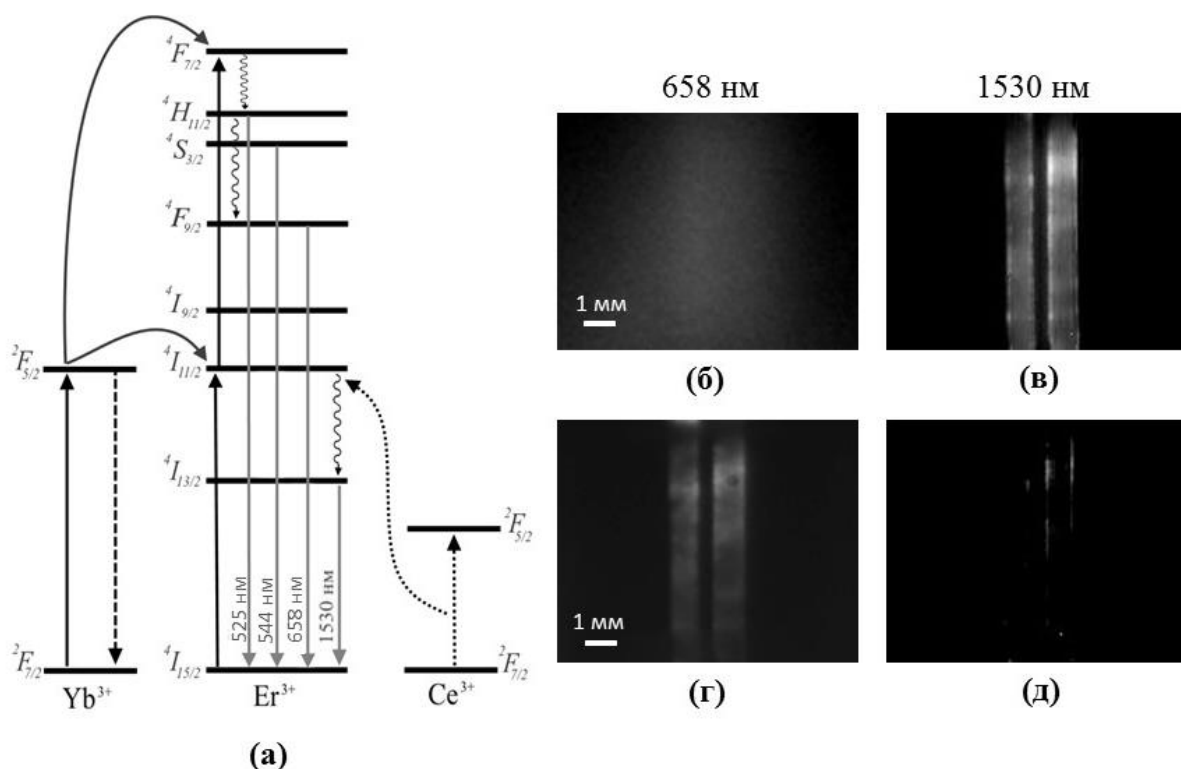 ⁴F₇/₂
⁴H₁₁/₂
⁴S₃/₂
⁴F₉/₂
⁴I₉/₂
²F₅/₂
⁴I₁₁/₂
⁴I₁₃/₂
²F₅/₂
525 нм
544 нм
658 нм
1530 нм
²F₇/₂
⁴I₁₅/₂
²F₇/₂
Yb³⁺
Er³⁺
Ce³⁺
(а)
658 нм
1530 нм
1 мм
(б)
(в)
1 мм
(г)
(д)